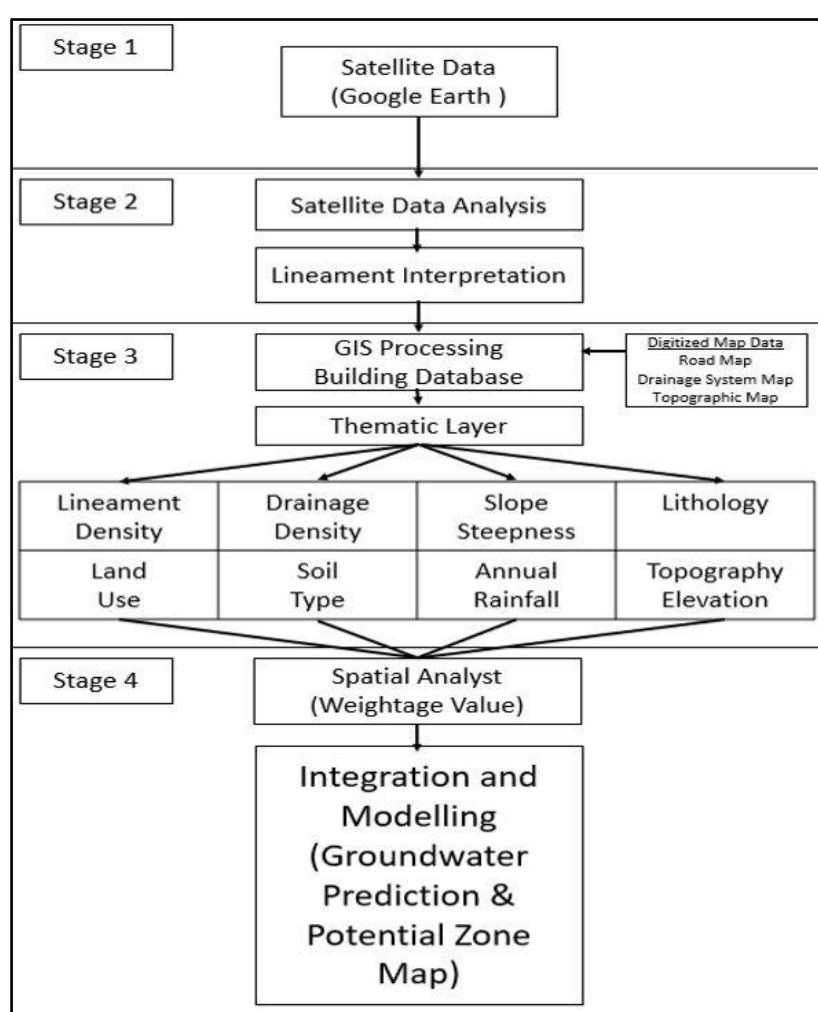 Stage 1
Satellite Data
(Google Earth )
Stage 2
Satellite Data Analysis
Lineament Interpretation
Stage 3
GIS Processing
Building Database
Digitized Map Data
Road Map
Drainage System Map
Topographic Map
Thematic Layer
Lineament
Density
Drainage
Density
Slope
Steepness
Lithology
Land
Use
Soil
Type
Annual
Rainfall
Topography
Elevation
Stage 4
Spatial Analyst
(Weightage Value)
Integration and
Modelling
(Groundwater
Prediction &
Potential Zone
Map)